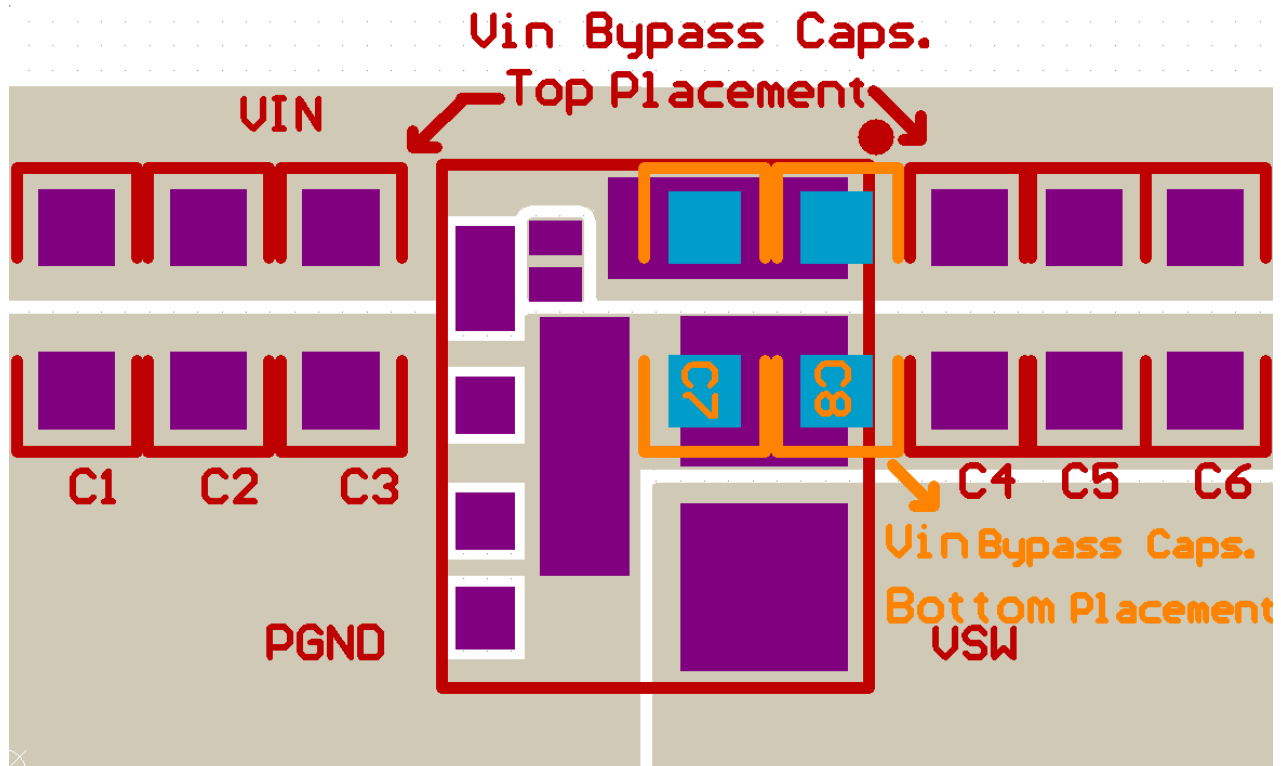 Vin Bypass Caps.
Top Placement
VIN
C7 C8
C1 C2 C3 C4 C5 C6
Vin Bypass Caps.
Bottom Placement
PGND VSW